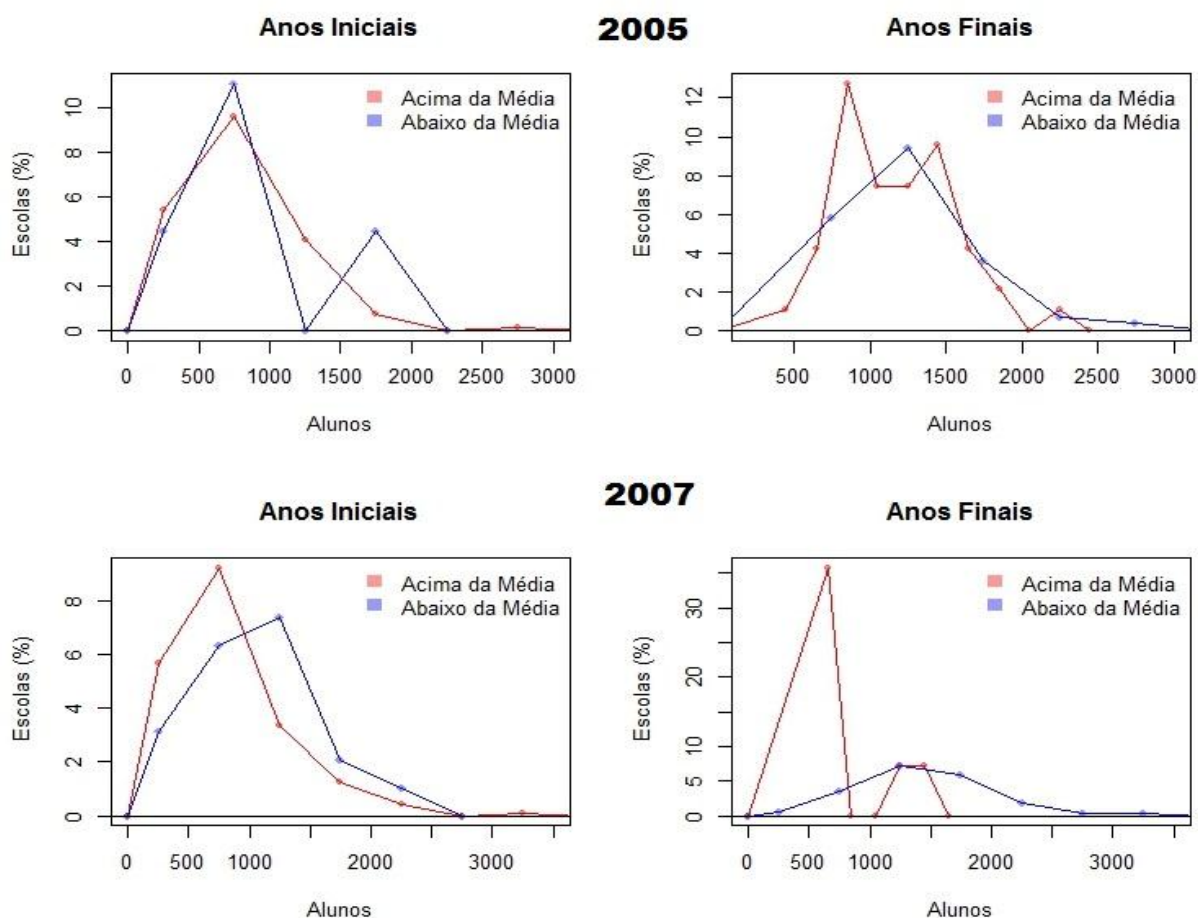 2005
Anos Iniciais
Acima da Média
Abaixo da Média
Escolas (%)
10
8
6
4
2
0
0 500 1000 1500 2000 2500 3000
Alunos
Anos Finais
Acima da Média
Abaixo da Média
Escolas (%)
12
10
8
6
4
2
0
500 1000 1500 2000 2500 3000
Alunos
2007
Anos Iniciais
Acima da Média
Abaixo da Média
Escolas (%)
8
6
4
2
0
0 500 1000 2000 3000
Alunos
Anos Finais
Acima da Média
Abaixo da Média
Escolas (%)
30
20
10
5
0
0 1000 2000 3000
Alunos